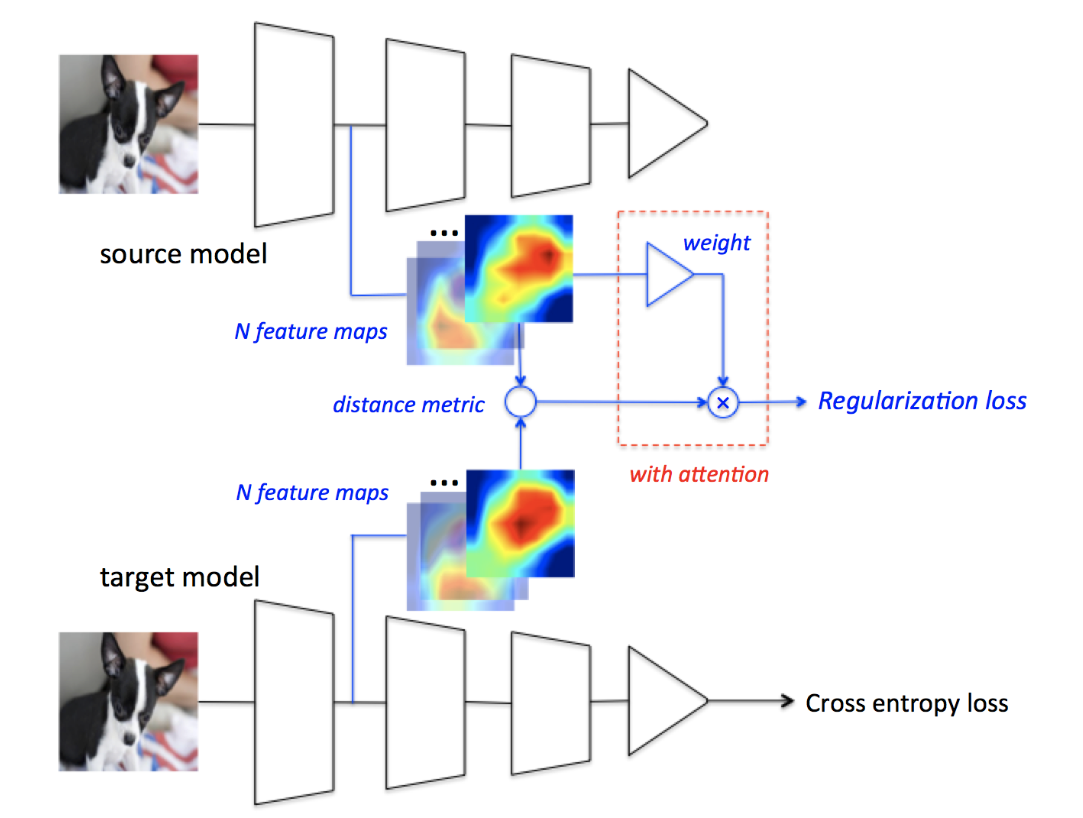 source model
...
weight
N feature maps
distance metric
×
Regularization loss
with attention
...
N feature maps
target model
Cross entropy loss